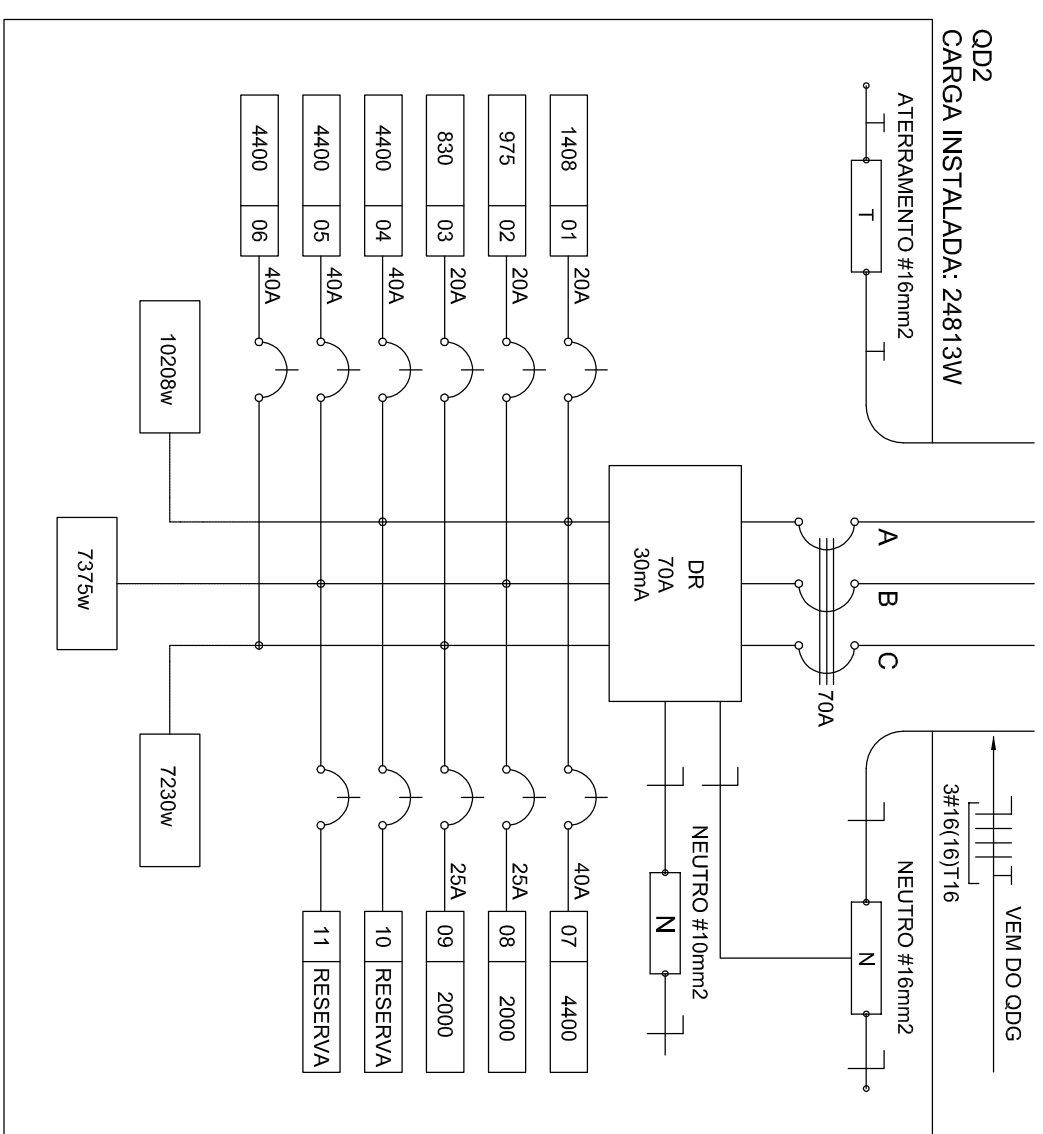 QD2
CARGA INSTALADA: 24813W
ATERRAMENTO #16mm2
T
T
T
VEM DO QDG
T
3#16(16)T16
NEUTRO #16mm2
N
A
B
C
70A
DR
70A
30mA
NEUTRO #10mm2
N
1408
01
20A
40A
07
4400
975
02
20A
25A
08
2000
830
03
20A
25A
09
2000
4400
04
40A
10
RESERVA
4400
05
40A
11
RESERVA
4400
06
40A
10208w
7375w
7230w